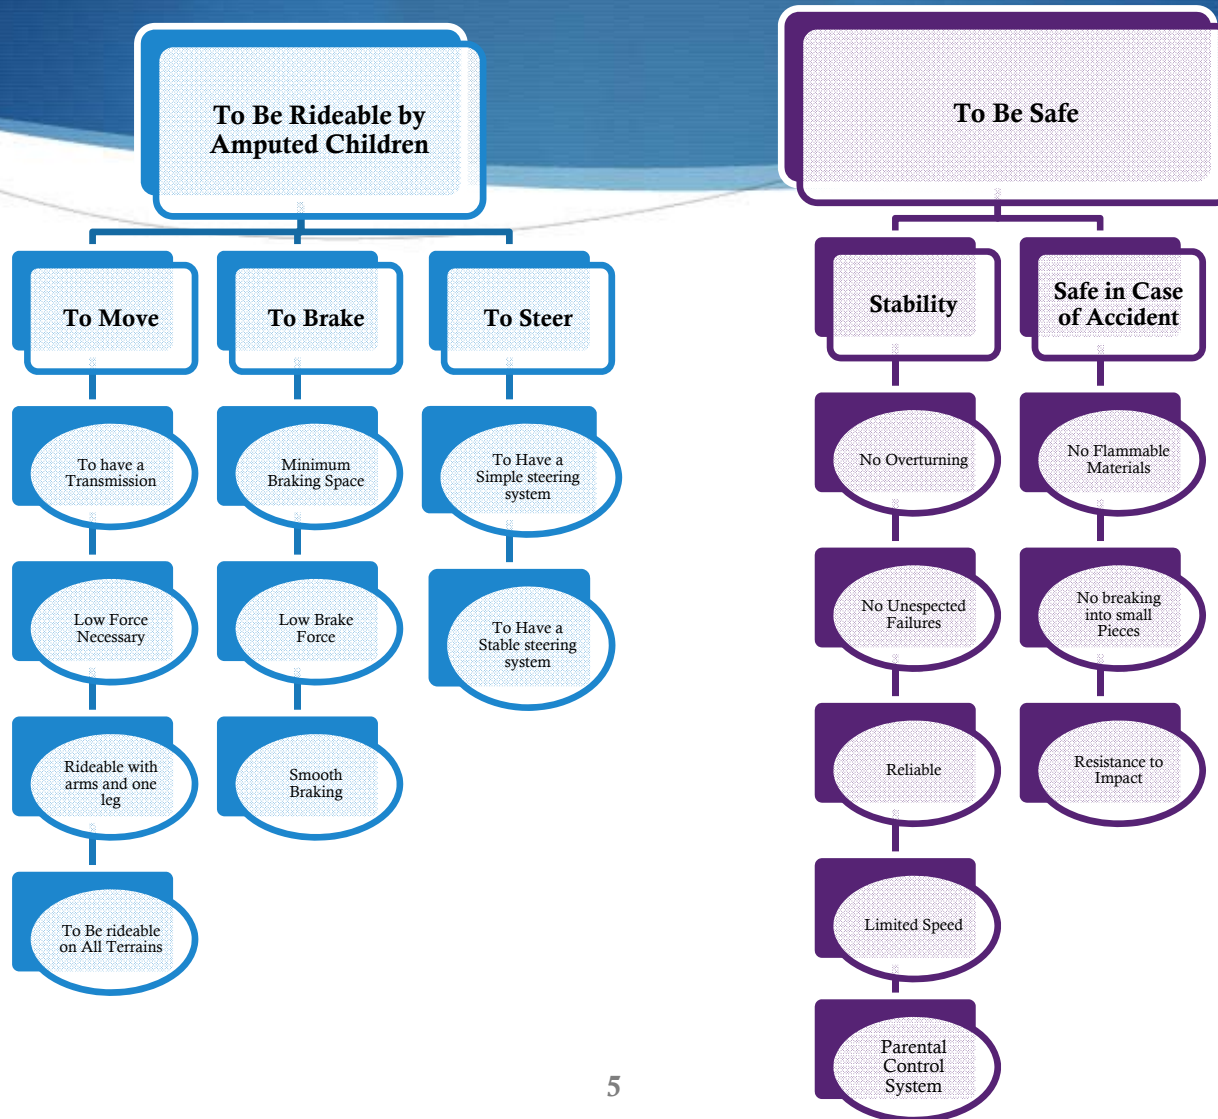 To Be Rideable by
Amputed Children
To Move
To have a
Transmission
Low Force
Necessary
Rideable with
arms and one
leg
To Be rideable
on All Terrains
To Brake
Minimum
Braking Space
Low Brake
Force
Smooth
Braking
To Steer
To Have a
Simple steering
system
To Have a
Stable steering
system
To Be Safe
Stability
No Overturning
No Unespected
Failures
Reliable
Limited Speed
Parental
Control
System
Safe in Case
of Accident
No Flammable
Materials
No breaking
into small
Pieces
Resistance to
Impact
5